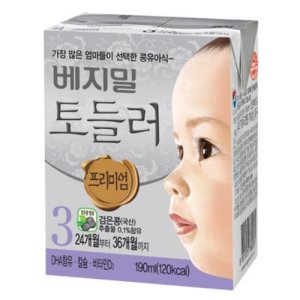 가장 많은 엄마들이 선택한 콩유아식~
베지밀
토들러
프리미엄
3
검은콩(국산)
추출물 0.1%함유
24개월부터 36개월까지
DHA함유 · 칼슘 · 비타민D₃
190ml(120kcal)